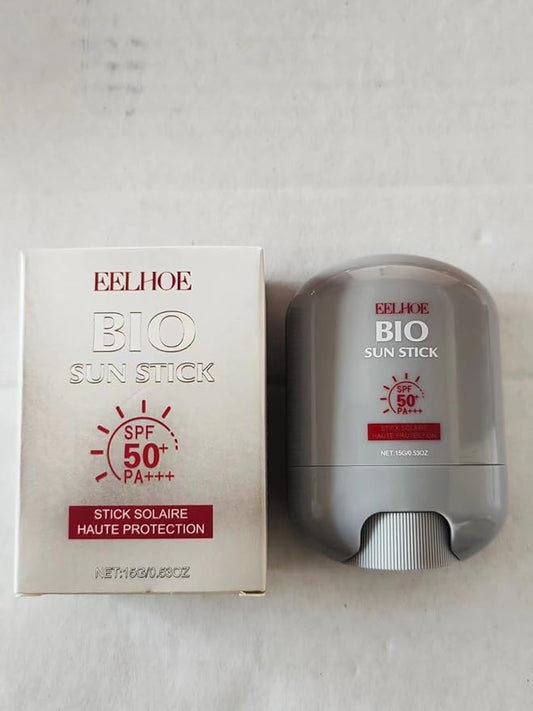 EELHOE
BIO
SUN STICK
SPF
50+
PA+++
STICK SOLAIRE
HAUTE PROTECTION
NET:15G/0.53OZ
EELHOE
BIO
SUN STICK
SPF
50+
PA+++
STICK SOLAIRE
HAUTE PROTECTION
NET:15G/0.53OZ